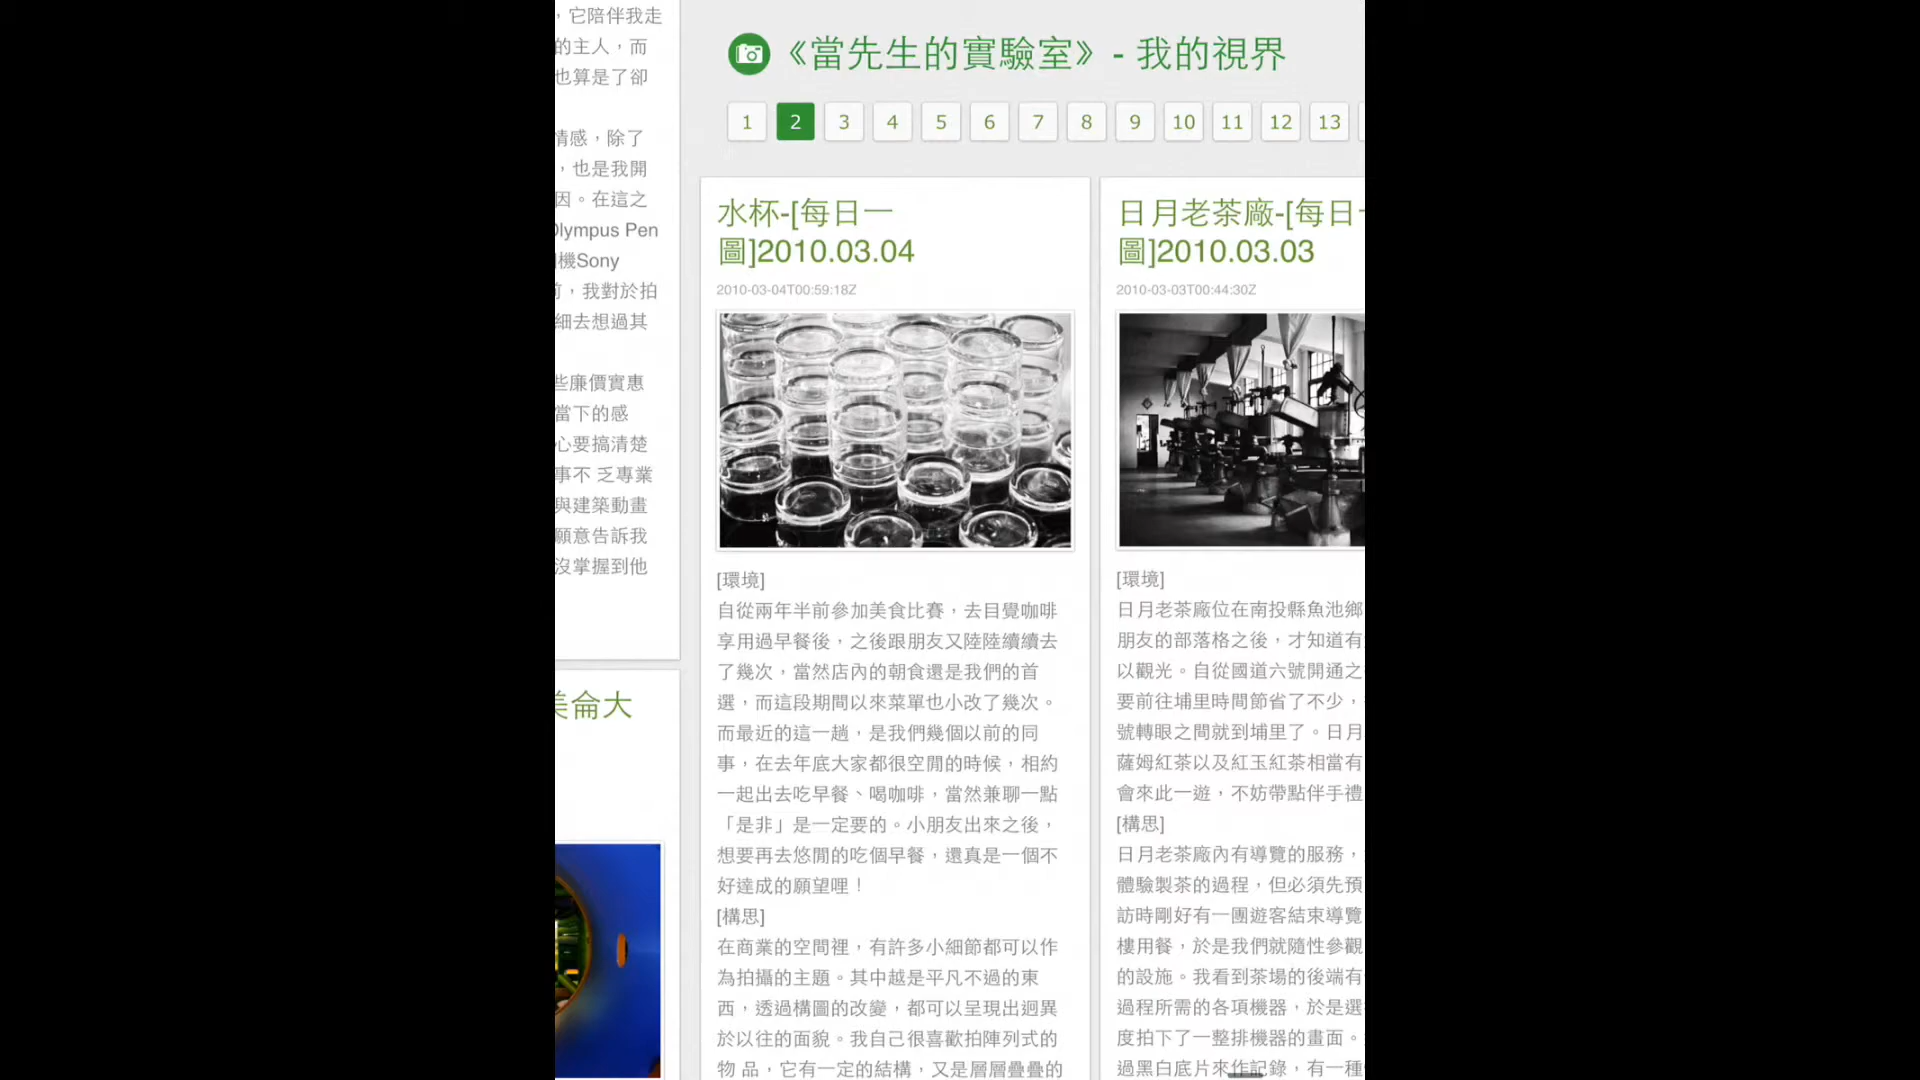 ，它陪伴我走
的主人，而
也算是了卻
情感，除了
，也是我開
因。在這之
Olympus Pen
機Sony
前，我對於拍
細去想過其
些廉價實惠
當下的感
心要搞清楚
事不 乏專業
與建築動畫
願意告訴我
沒掌握到他
美侖大
《當先生的實驗室》- 我的視界
1 2 3 4 5 6 7 8 9 10 11 12 13
水杯-[每日一
圖]2010.03.04
2010-03-04T00:59:18Z
[環境]
自從兩年半前參加美食比賽，去目覺咖啡
享用過早餐後，之後跟朋友又陸陸續續去
了幾次，當然店內的朝食還是我們的首
選，而這段期間以來菜單也小改了幾次。
而最近的這一趟，是我們幾個以前的同
事，在去年底大家都很空閒的時候，相約
一起出去吃早餐、喝咖啡，當然兼聊一點
「是非」是一定要的。小朋友出來之後，
想要再去悠閒的吃個早餐，還真是一個不
好達成的願望哩！
[構思]
在商業的空間裡，有許多小細節都可以作
為拍攝的主題。其中越是平凡不過的東
西，透過構圖的改變，都可以呈現出迥異
於以往的面貌。我自己很喜歡拍陣列式的
物 品，它有一定的結構，又是層層疊疊的
日月老茶廠-[每日
圖]2010.03.03
2010-03-03T00:44:30Z
[環境]
日月老茶廠位在南投縣魚池鄉
朋友的部落格之後，才知道有
以觀光。自從國道六號開通之
要前往埔里時間節省了不少，
號轉眼之間就到埔里了。日月
薩姆紅茶以及紅玉紅茶相當有
會來此一遊，不妨帶點伴手禮
[構思]
日月老茶廠內有導覽的服務，
體驗製茶的過程，但必須先預
訪時剛好有一團遊客結束導覽
樓用餐，於是我們就隨性參觀
的設施。我看到茶場的後端有
過程所需的各項機器，於是選
度拍下了一整排機器的畫面。
過黑白底片來作記錄，有一種